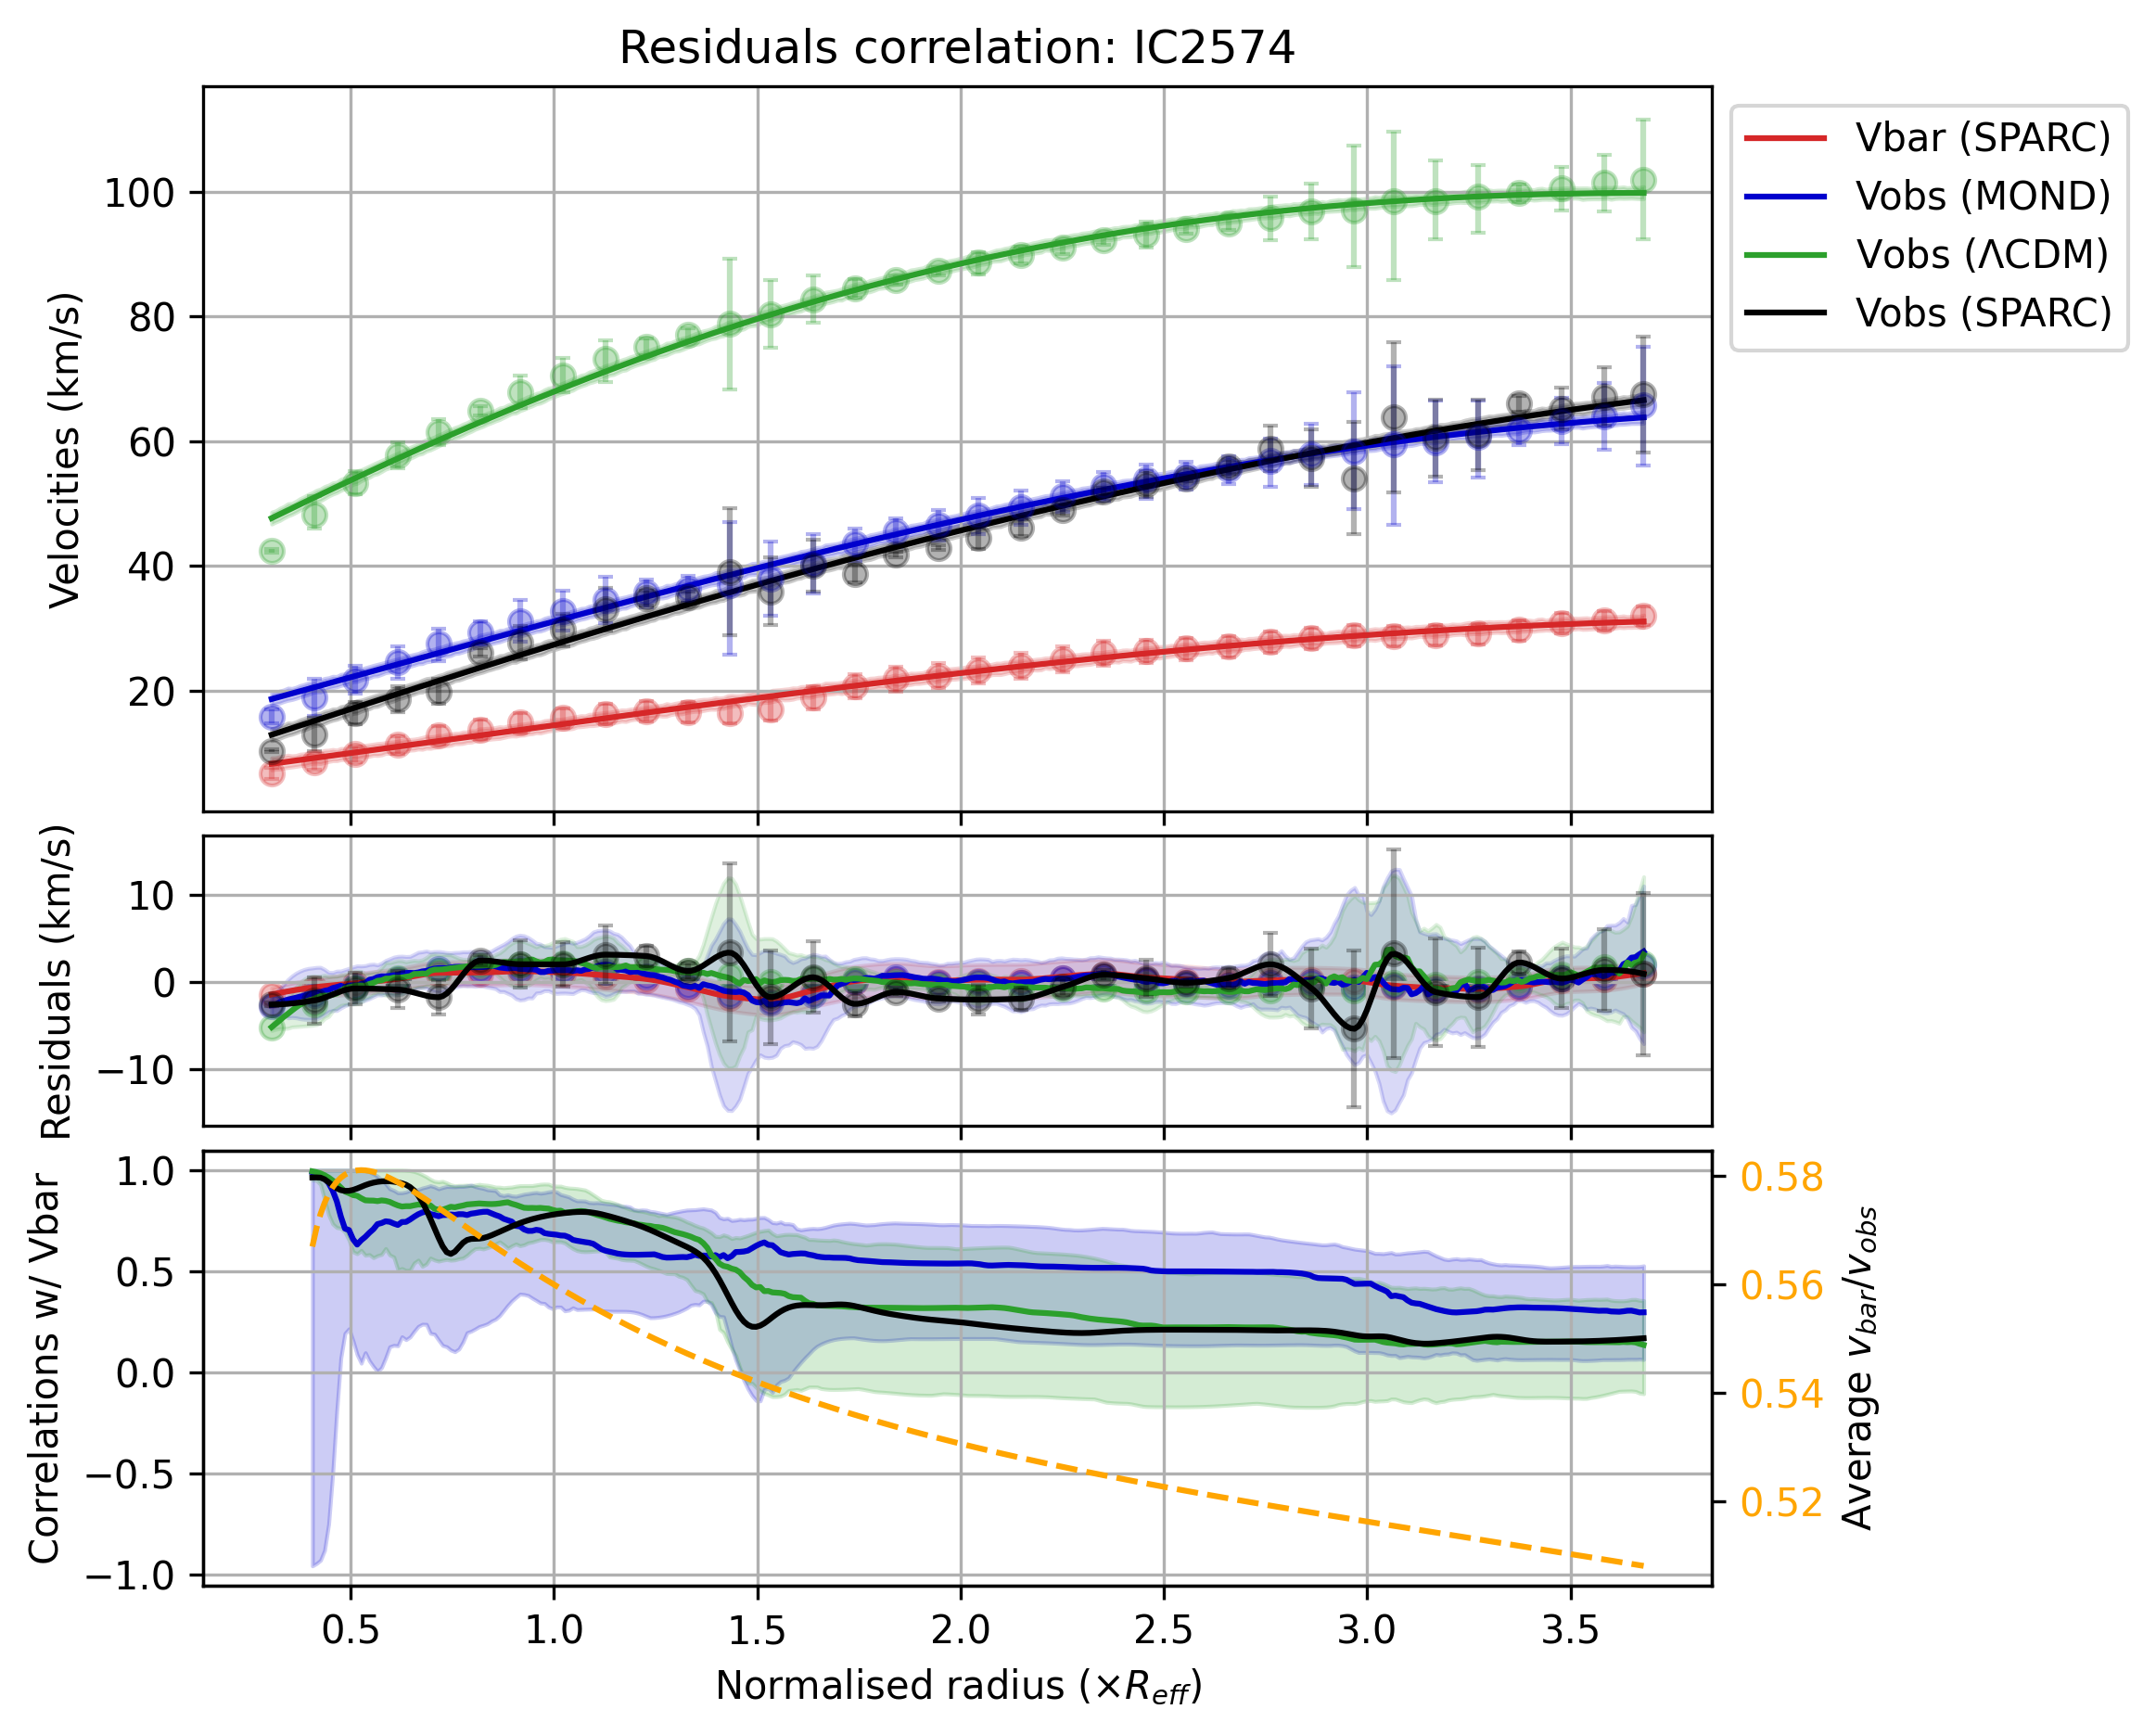 Residuals correlation: IC2574
Velocities (km/s)
100
80
60
40
20
Vbar (SPARC)
Vobs (MOND)
Vobs (ΛCDM)
Vobs (SPARC)
Residuals (km/s)
10
0
−10
Correlations w/ Vbar
1.0
0.5
0.0
−0.5
−1.0
0.58
0.56
0.54
0.52
Average v_bar/v_obs
0.5 1.0 1.5 2.0 2.5 3.0 3.5
Normalised radius (×R_eff)